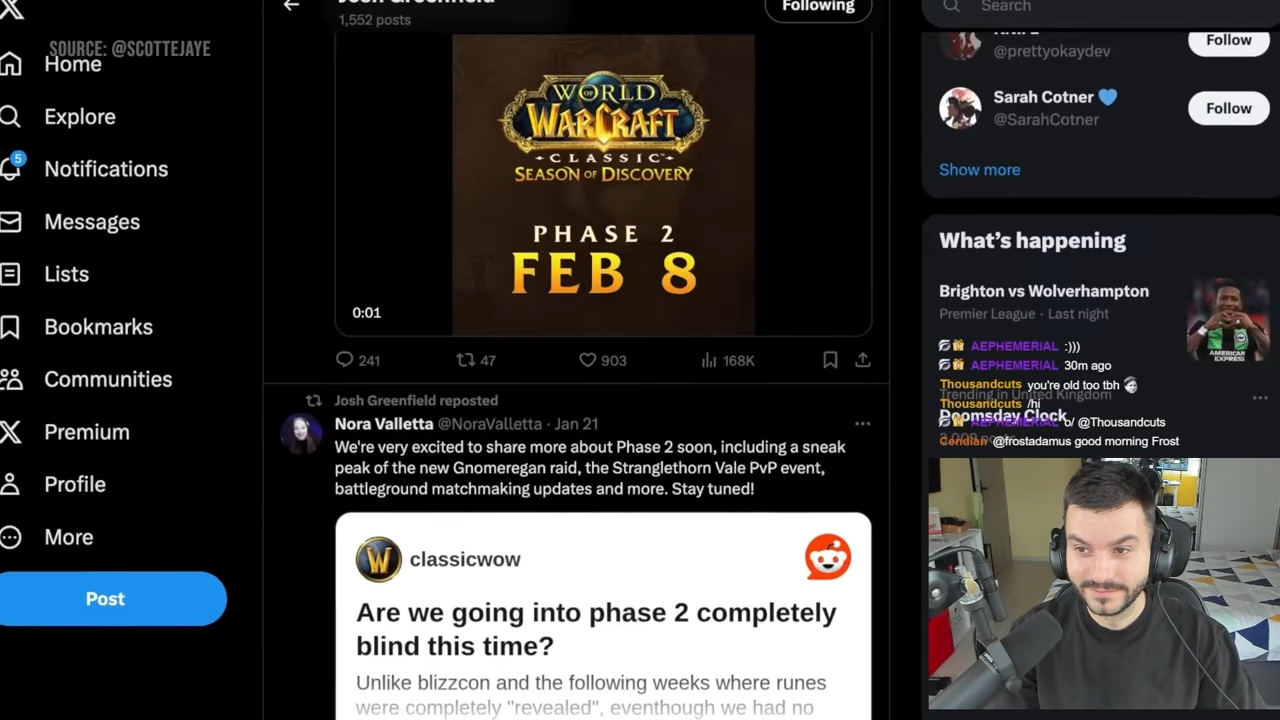 Josh Greenfield
1,552 posts
Following
Search
SOURCE: @SCOTTEJAYE
Home
Explore
5
Notifications
Messages
Lists
Bookmarks
Communities
X
Premium
Profile
More
Post
WORLD
OF
WARCRAFT
CLASSIC
SEASON OF DISCOVERY
PHASE 2
FEB 8
0:01
241
47
903
168K
Josh Greenfield reposted
Nora Valletta @NoraValletta · Jan 21
We're very excited to share more about Phase 2 soon, including a sneak
peak of the new Gnomeregan raid, the Stranglethorn Vale PvP event,
battleground matchmaking updates and more. Stay tuned!
W
classicwow
Are we going into phase 2 completely
blind this time?
Unlike blizzcon and the following weeks where runes
were completely "revealed", eventhough we had no
@prettyokaydev
Follow
Sarah Cotner
@SarahCotner
Follow
Show more
What's happening
Brighton vs Wolverhampton
Premier League · Last night
AMERICAN
EXPRESS
AEPHEMERIAL :)))
AEPHEMERIAL 30m ago
Thousandcuts you're old too tbh
Trending in United Kingdom
Thousandcuts /hi
Doomsday Clock
AEPHEMERIAL o/ @Thousandcuts
Cendian @frostadamus good morning Frost